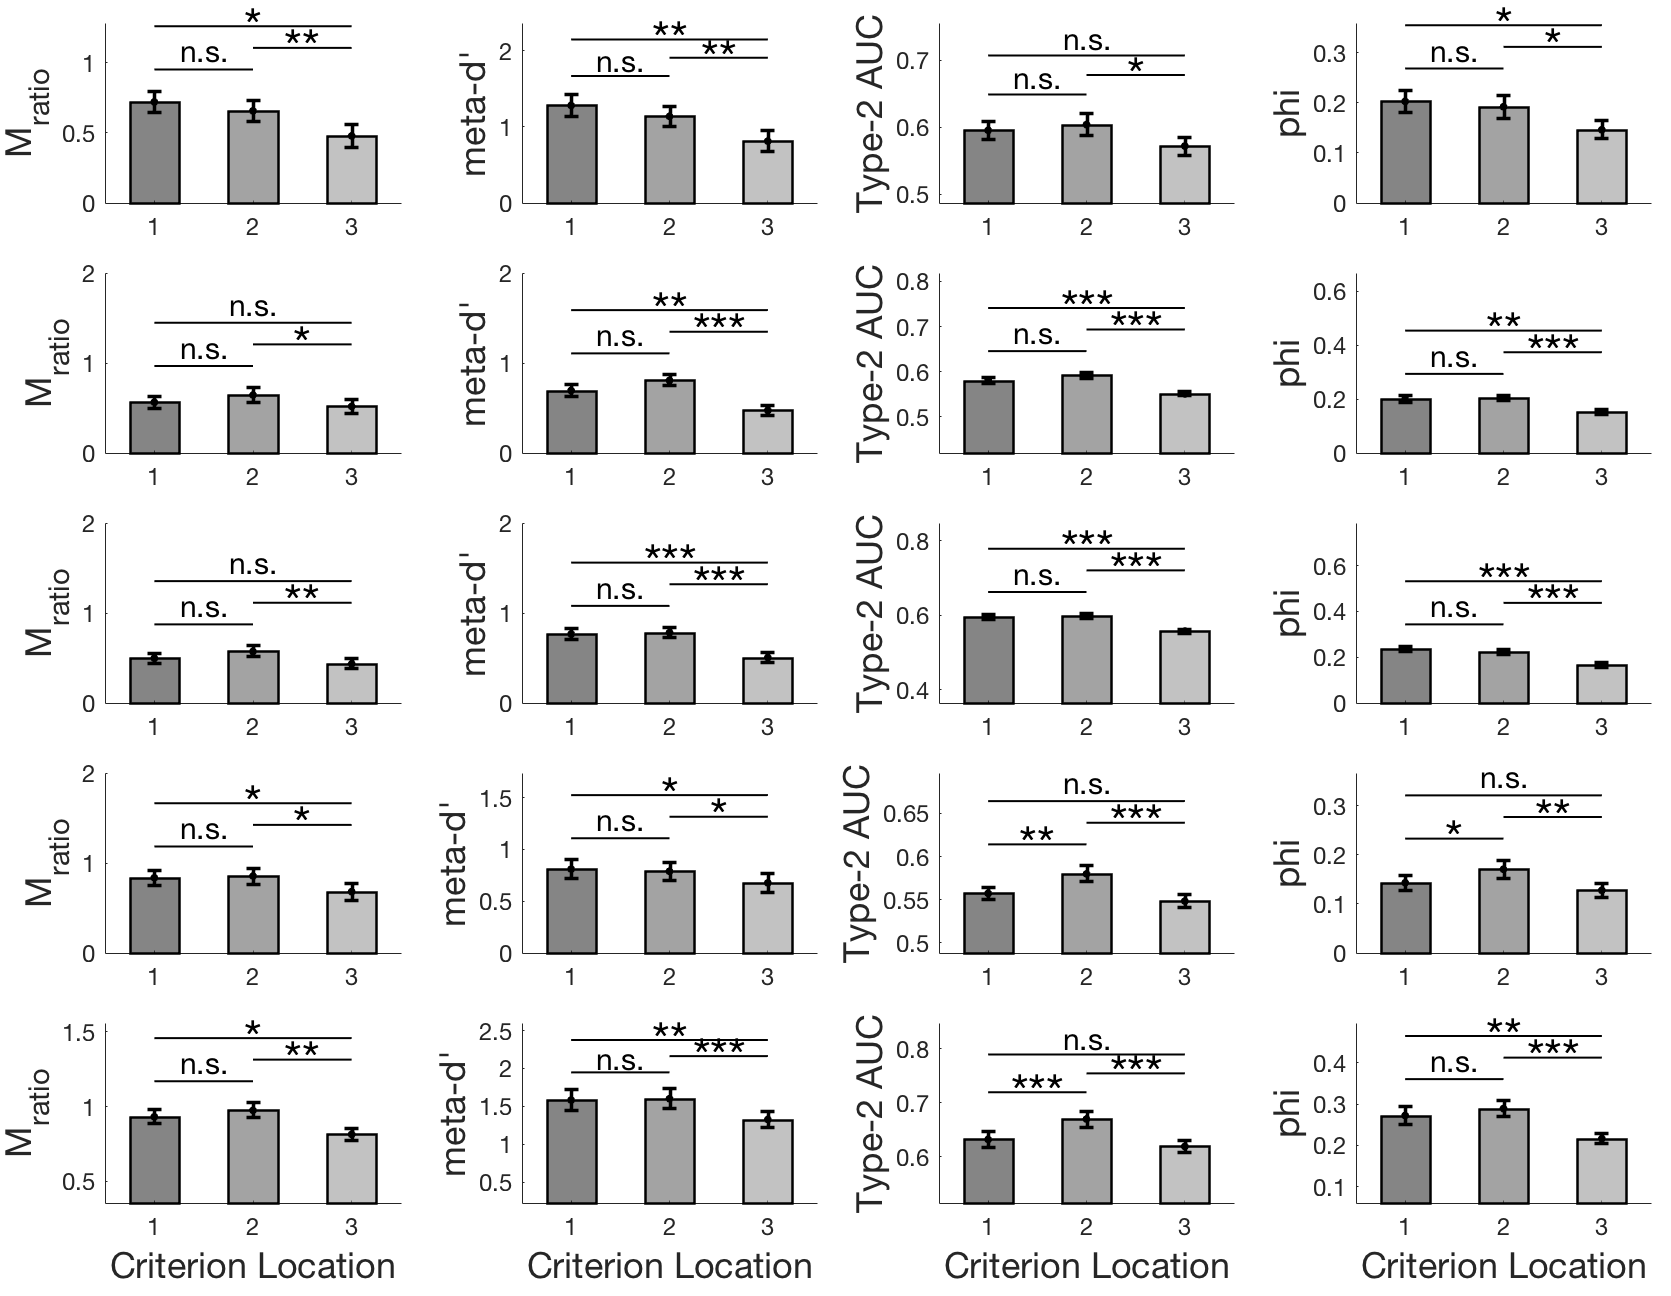 M_ratio
1
0.5
0
n.s.
*
**
1 2 3
meta-d'
2
1
0
n.s.
**
**
1 2 3
Type-2 AUC
0.7
0.6
0.5
n.s.
n.s.
*
1 2 3
phi
0.3
0.2
0.1
0
n.s.
*
*
1 2 3
M_ratio
2
1
0
n.s.
n.s.
*
1 2 3
meta-d'
2
1
0
n.s.
**
***
1 2 3
Type-2 AUC
0.8
0.7
0.6
0.5
n.s.
***
***
1 2 3
phi
0.6
0.4
0.2
0
n.s.
**
***
1 2 3
M_ratio
2
1
0
n.s.
n.s.
**
1 2 3
meta-d'
2
1
0
n.s.
***
***
1 2 3
Type-2 AUC
0.8
0.6
0.4
n.s.
***
***
1 2 3
phi
0.6
0.4
0.2
0
n.s.
***
***
1 2 3
M_ratio
2
1
0
n.s.
*
*
1 2 3
meta-d'
1.5
1
0.5
0
n.s.
*
*
1 2 3
Type-2 AUC
0.65
0.6
0.55
0.5
**
n.s.
***
1 2 3
phi
0.3
0.2
0.1
0
*
n.s.
**
1 2 3
M_ratio
1.5
1
0.5
n.s.
*
**
1 2 3
Criterion Location
meta-d'
2.5
2
1.5
1
0.5
n.s.
**
***
1 2 3
Criterion Location
Type-2 AUC
0.8
0.7
0.6
***
n.s.
***
1 2 3
Criterion Location
phi
0.4
0.3
0.2
0.1
n.s.
**
***
1 2 3
Criterion Location